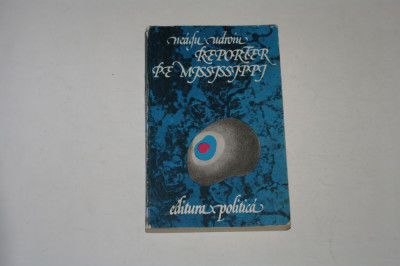 neagu udroiu
REPORTER
PE MISSISSIPPI
editura politică